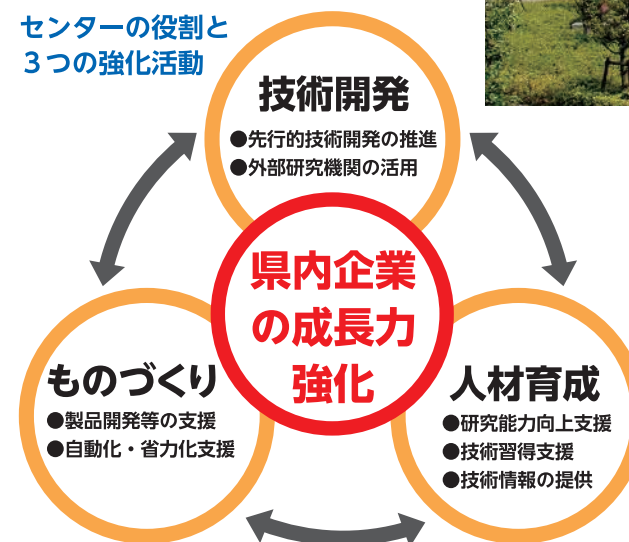 センターの役割と
３つの強化活動
技術開発
●先行的技術開発の推進
●外部研究機関の活用
県内企業
の成長力
強化
ものづくり
●製品開発等の支援
●自動化・省力化支援
人材育成
●研究能力向上支援
●技術習得支援
●技術情報の提供